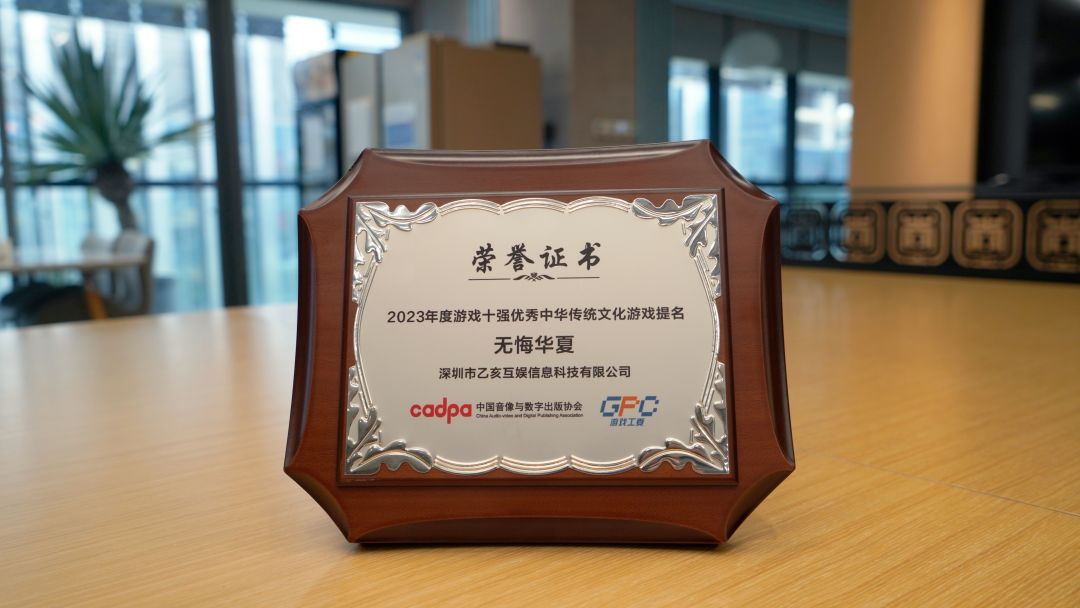 荣誉证书
2023年度游戏十强优秀中华传统文化游戏提名
无悔华夏
深圳市乙亥互娱信息科技有限公司
cadpa 中国音像与数字出版协会
China Audio-video and Digital Publishing Association
GPC
游戏工委